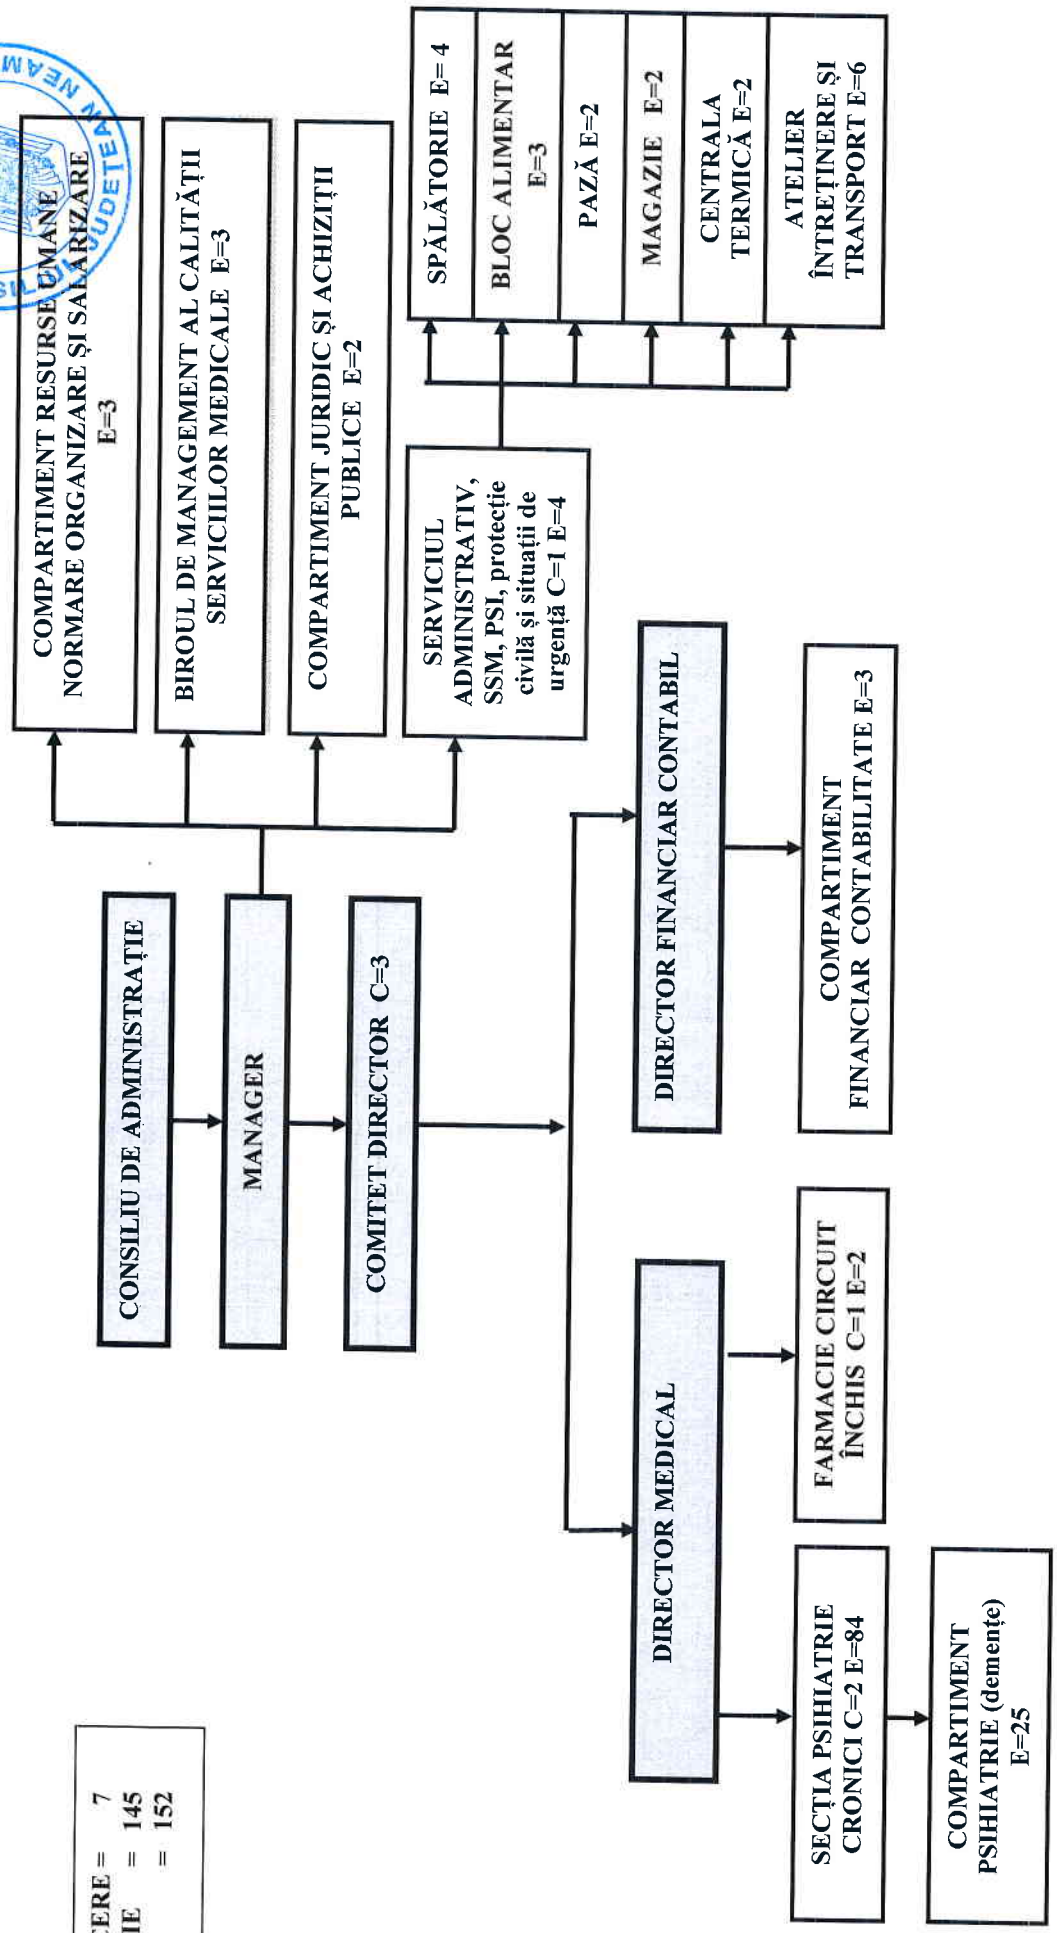 CONSILIU DE ADMINISTRAȚIE
MANAGER
COMITET DIRECTOR C=3
COMPARTIMENT RESURSE UMANE
NORMARE ORGANIZARE ȘI SALARIZARE
E=3
BIROUL DE MANAGEMENT AL CALITĂȚII
SERVICIILOR MEDICALE E=3
COMPARTIMENT JURIDIC ȘI ACHIZIȚII
PUBLICE E=2
SERVICIUL
ADMINISTRATIV,
SSM, PSI, protecție
civilă și situații de
urgență C=1 E=4
SPĂLĂTORIE E= 4
BLOC ALIMENTAR
E=3
PAZĂ E=2
MAGAZIE E=2
CENTRALA
TERMICĂ E=2
ATELIER
ÎNTREȚINERE ȘI
TRANSPORT E=6
DIRECTOR MEDICAL
DIRECTOR FINANCIAR CONTABIL
SECȚIA PSIHIATRIE
CRONICI C=2 E=84
FARMACIE CIRCUIT
ÎNCHIS C=1 E=2
COMPARTIMENT
FINANCIAR CONTABILITATE E=3
COMPARTIMENT
PSIHIATRIE (demențe)
E=25
= 7
= 145
= 152
JUDEȚEAN NEAM